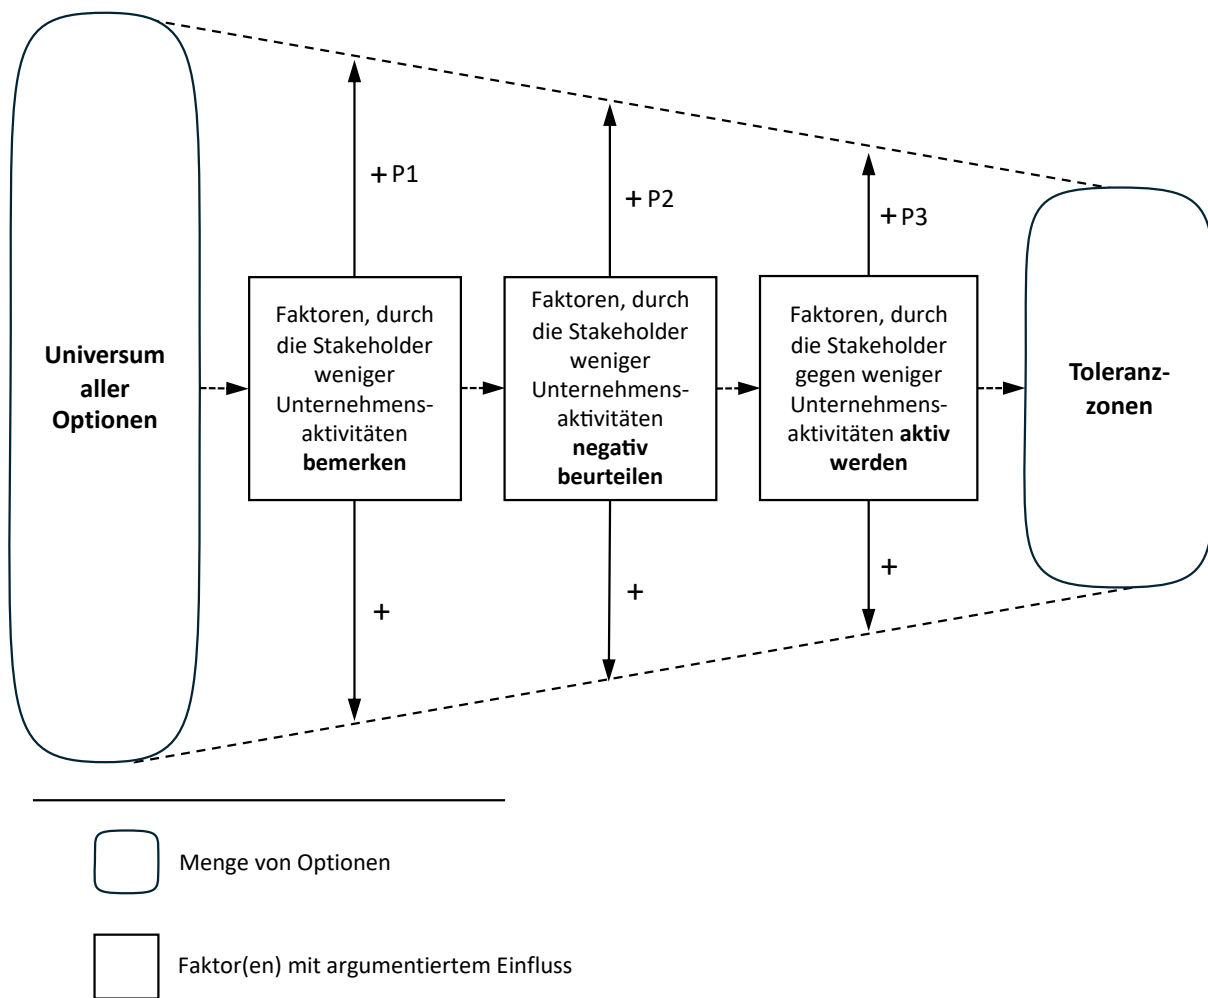 + P1
+ P2
+ P3
Universum
aller
Optionen
Faktoren, durch
die Stakeholder
weniger
Unternehmens-
aktivitäten
bemerken
Faktoren, durch
die Stakeholder
weniger
Unternehmens-
aktivitäten
negativ
beurteilen
Faktoren, durch
die Stakeholder
gegen weniger
Unternehmens-
aktivitäten aktiv
werden
Toleranz-
zonen
+
+
+
Menge von Optionen
Faktor(en) mit argumentiertem Einfluss